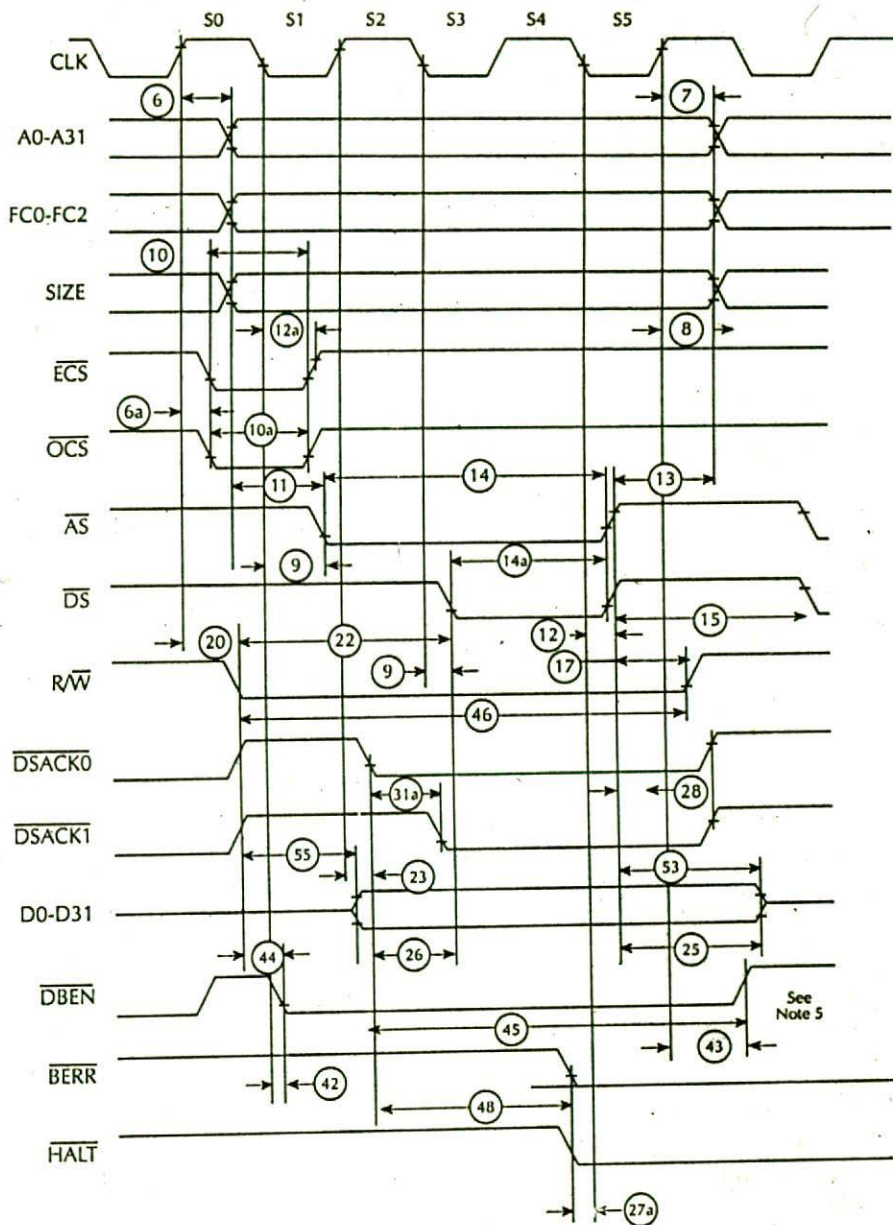 S0 S1 S2 S3 S4 S5
CLK
6 7
A0-A31
FC0-FC2
10
SIZE
12a 8
ECS
6a 10a
OCS
11 14 13
AS
9 14a
DS
20 22 12 15
R/W
9 17
46
DSACK0
31a 28
DSACK1
55 23 53
D0-D31
44 26 25
DBEN
See
Note 5
45 43
BERR
42
48
HALT
27a